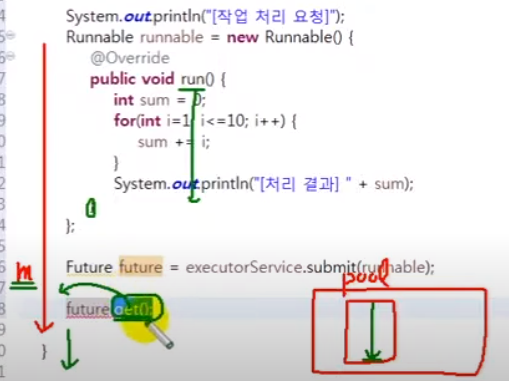 System.out.println("[작업 처리 요청]");
Runnable runnable = new Runnable() {
@Override
public void run() {
int sum = 0;
for(int i=1; i<=10; i++) {
sum += i;
}
System.out.println("[처리 결과] " + sum);
}
};
Future future = executorService.submit(runnable);
pool
m
future.get();
}